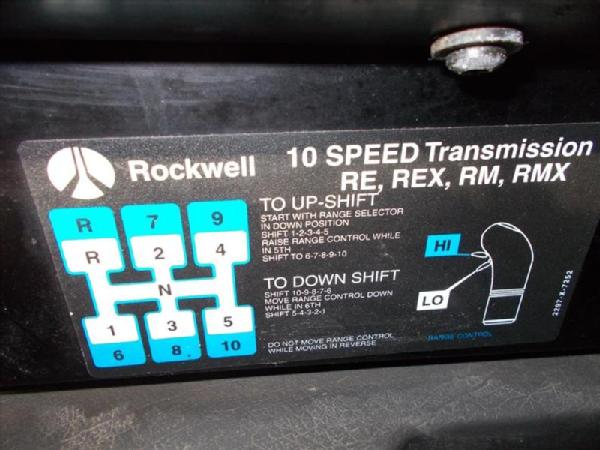 Rockwell
10 SPEED Transmission
RE, REX, RM, RMX
R 7 9
R 2 4
N
1 3 5
6 8 10
TO UP-SHIFT
START WITH RANGE SELECTOR
IN DOWN POSITION
SHIFT 1-2-3-4-5
RAISE RANGE CONTROL WHILE
IN 5TH
SHIFT TO 6-7-8-9-10
TO DOWN SHIFT
SHIFT 10-9-8-7-6
MOVE RANGE CONTROL DOWN
WHILE IN 6TH
SHIFT 5-4-3-2-1
DO NOT MOVE RANGE CONTROL
WHILE MOVING IN REVERSE
HI
LO
RANGE CONTROL
2297-X-7252